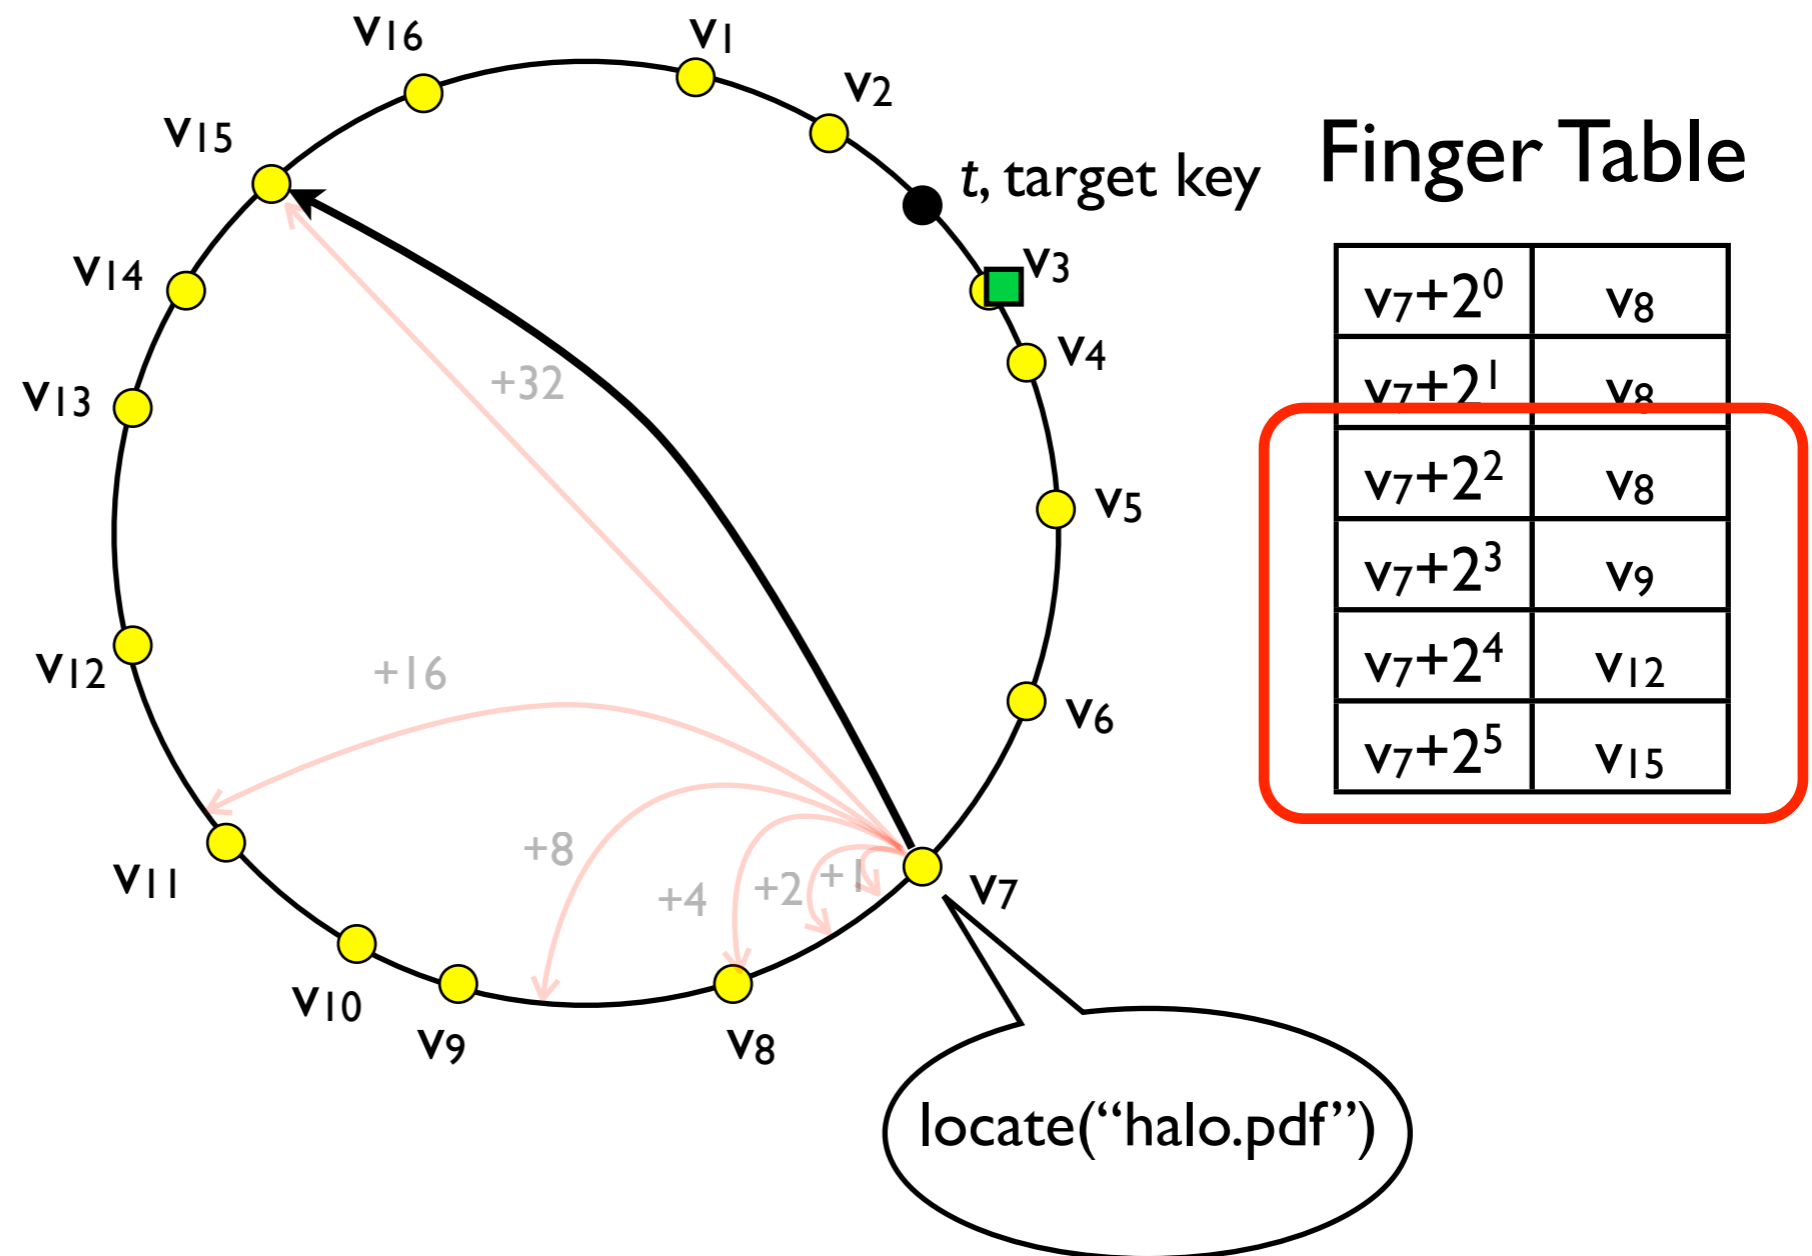 v16
v1
v2
v15
t, target key
Finger Table
v14
v3
v7+2^0 v8
v4
v7+2^1 v8
+32
v13
v7+2^2 v8
v5
v7+2^3 v9
v12
+16
v6
v7+2^4 v12
v7+2^5 v15
v11
+8
+4
+2
+1
v7
v10
v9
v8
locate(“halo.pdf”)